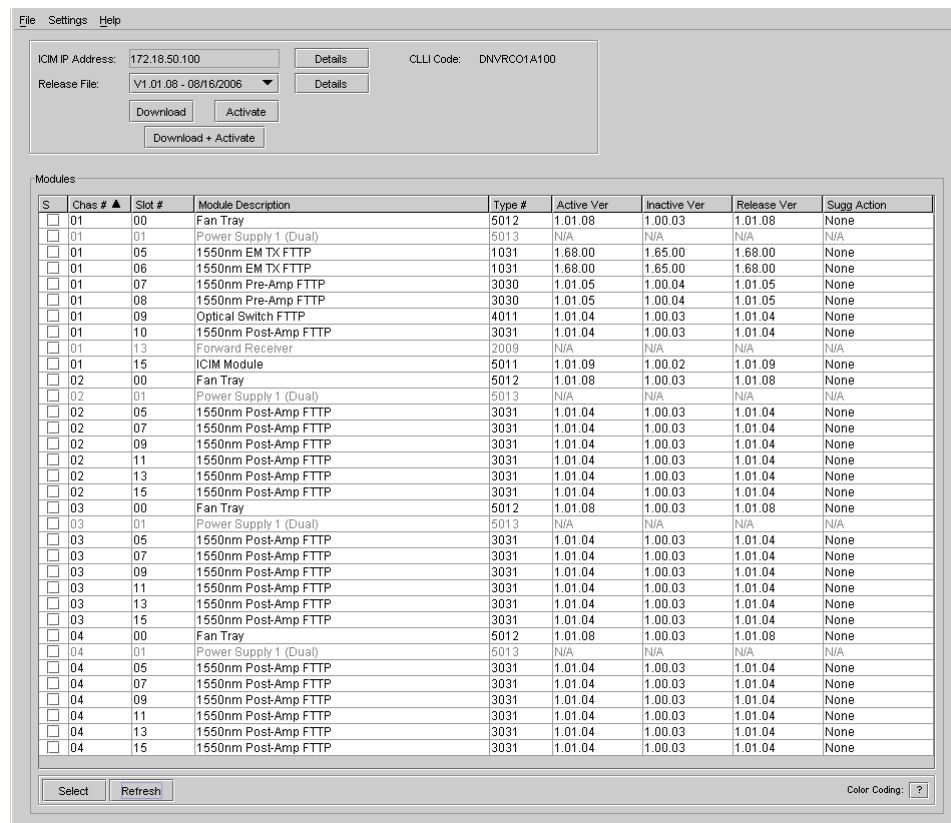 File Settings Help
ICIM IP Address: 172.18.50.100 Details CLLI Code: DNVRCO1A100
Release File: V1.01.08 - 08/16/2006 Details
Download Activate
Download + Activate
Modules
S Chas # Slot # Module Description Type # Active Ver Inactive Ver Release Ver Sugg Action
01 00 Fan Tray 5012 1.01.08 1.00.03 1.01.08 None
01 01 Power Supply 1 (Dual) 5013 N/A N/A N/A N/A
01 05 1550nm EM TX FTTP 1031 1.68.00 1.65.00 1.68.00 None
01 06 1550nm EM TX FTTP 1031 1.68.00 1.65.00 1.68.00 None
01 07 1550nm Pre-Amp FTTP 3030 1.01.05 1.00.04 1.01.05 None
01 08 1550nm Pre-Amp FTTP 3030 1.01.05 1.00.04 1.01.05 None
01 09 Optical Switch FTTP 4011 1.01.04 1.00.03 1.01.04 None
01 10 1550nm Post-Amp FTTP 3031 1.01.04 1.00.03 1.01.04 None
01 13 Forward Receiver 2009 N/A N/A N/A N/A
01 15 ICIM Module 5011 1.01.09 1.00.02 1.01.09 None
02 00 Fan Tray 5012 1.01.08 1.00.03 1.01.08 None
02 01 Power Supply 1 (Dual) 5013 N/A N/A N/A N/A
02 05 1550nm Post-Amp FTTP 3031 1.01.04 1.00.03 1.01.04 None
02 07 1550nm Post-Amp FTTP 3031 1.01.04 1.00.03 1.01.04 None
02 09 1550nm Post-Amp FTTP 3031 1.01.04 1.00.03 1.01.04 None
02 11 1550nm Post-Amp FTTP 3031 1.01.04 1.00.03 1.01.04 None
02 13 1550nm Post-Amp FTTP 3031 1.01.04 1.00.03 1.01.04 None
02 15 1550nm Post-Amp FTTP 3031 1.01.04 1.00.03 1.01.04 None
03 00 Fan Tray 5012 1.01.08 1.00.03 1.01.08 None
03 01 Power Supply 1 (Dual) 5013 N/A N/A N/A N/A
03 05 1550nm Post-Amp FTTP 3031 1.01.04 1.00.03 1.01.04 None
03 07 1550nm Post-Amp FTTP 3031 1.01.04 1.00.03 1.01.04 None
03 09 1550nm Post-Amp FTTP 3031 1.01.04 1.00.03 1.01.04 None
03 11 1550nm Post-Amp FTTP 3031 1.01.04 1.00.03 1.01.04 None
03 13 1550nm Post-Amp FTTP 3031 1.01.04 1.00.03 1.01.04 None
03 15 1550nm Post-Amp FTTP 3031 1.01.04 1.00.03 1.01.04 None
04 00 Fan Tray 5012 1.01.08 1.00.03 1.01.08 None
04 01 Power Supply 1 (Dual) 5013 N/A N/A N/A N/A
04 05 1550nm Post-Amp FTTP 3031 1.01.04 1.00.03 1.01.04 None
04 07 1550nm Post-Amp FTTP 3031 1.01.04 1.00.03 1.01.04 None
04 09 1550nm Post-Amp FTTP 3031 1.01.04 1.00.03 1.01.04 None
04 11 1550nm Post-Amp FTTP 3031 1.01.04 1.00.03 1.01.04 None
04 13 1550nm Post-Amp FTTP 3031 1.01.04 1.00.03 1.01.04 None
04 15 1550nm Post-Amp FTTP 3031 1.01.04 1.00.03 1.01.04 None
Select Refresh Color Coding: ?